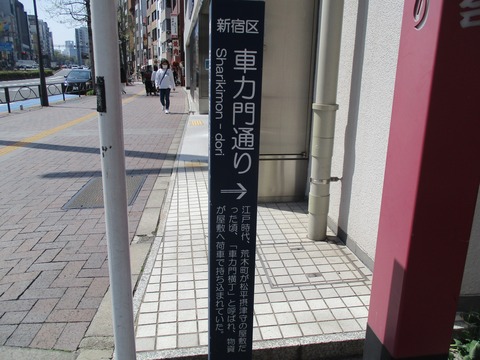 新宿区
車力門通り
Sharikimon-dori
→
江戸時代、荒木町が松平摂津守の屋敷だ
った頃、「車力門横丁」と呼ばれ、物資
が屋敷へ荷車で持ち込まれていた。